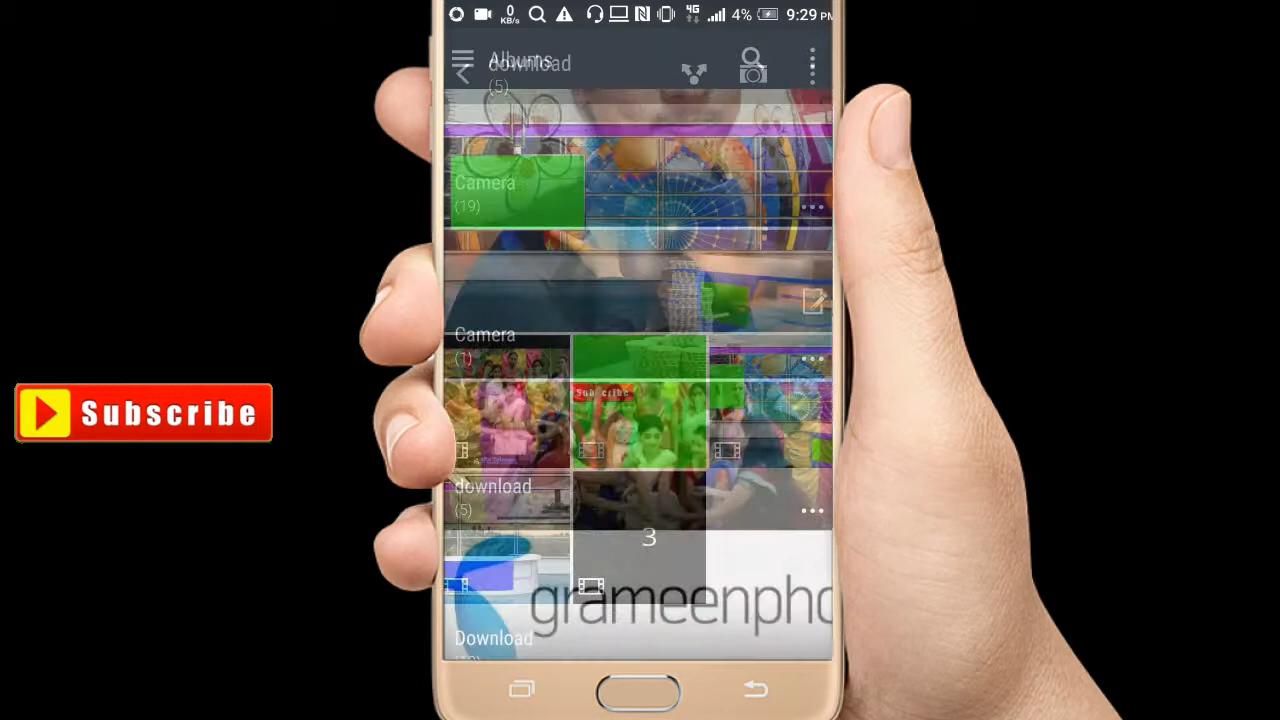 0
KB/s
4G
4%
9:29 PM
Albums
download
(5)
Camera
(19)
Camera
(1)
Subscribe
download
(5)
3
grameenpho
Download